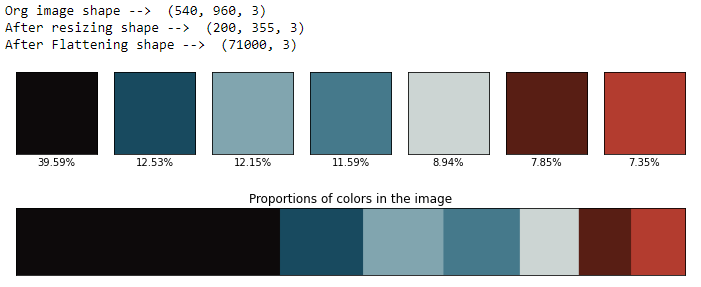 Org image shape -->  (540, 960, 3)
After resizing shape -->  (200, 355, 3)
After Flattening shape -->  (71000, 3)
39.59% 12.53% 12.15% 11.59% 8.94% 7.85% 7.35%
Proportions of colors in the image